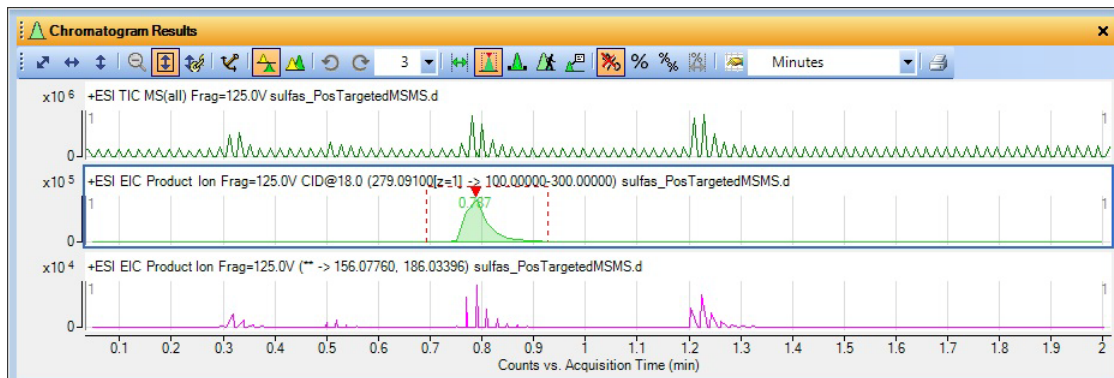 Chromatogram Results
3 % %% Minutes
x10 6 +ESI TIC MS(all) Frag=125.0V sulfas_PosTargetedMSMS.d
1 1
0
x10 5 +ESI EIC Product Ion Frag=125.0V CID@18.0 (279.09100[z=1] -> 100.00000-300.00000) sulfas_PosTargetedMSMS.d
1 0.787 1
0
x10 4 +ESI EIC Product Ion Frag=125.0V (** -> 156.07760, 186.03396) sulfas_PosTargetedMSMS.d
1 1
0
0.1 0.2 0.3 0.4 0.5 0.6 0.7 0.8 0.9 1 1.1 1.2 1.3 1.4 1.5 1.6 1.7 1.8 1.9 2
Counts vs. Acquisition Time (min)